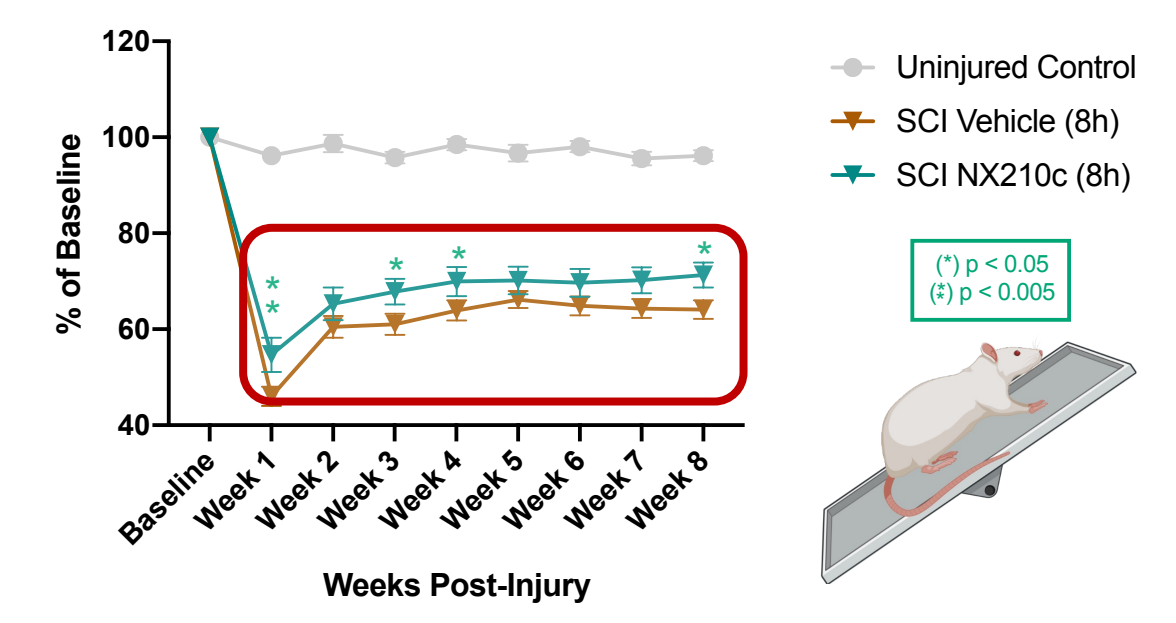 120
100
80
60
40
% of Baseline
Baseline
Week 1
Week 2
Week 3
Week 4
Week 5
Week 6
Week 7
Week 8
Weeks Post-Injury
*
*
*
*
*
Uninjured Control
SCI Vehicle (8h)
SCI NX210c (8h)
(*) p < 0.05
(**) p < 0.005